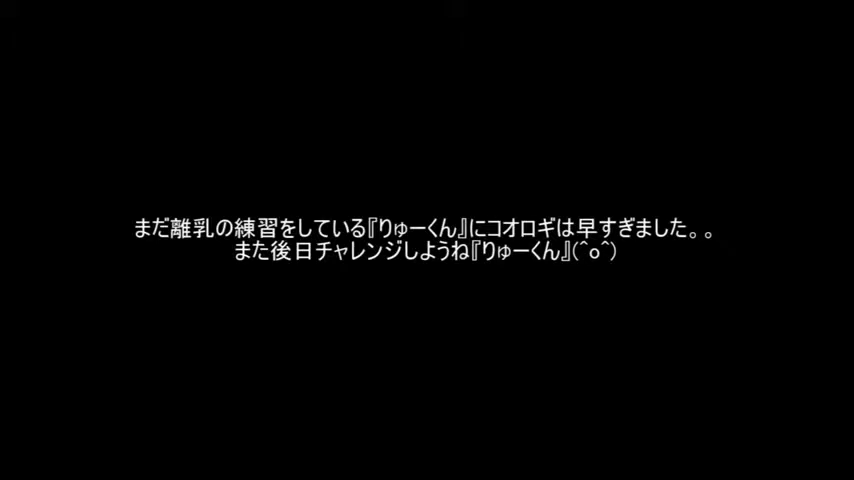 まだ離乳の練習をしている『りゅーくん』にコオロギは早すぎました。。
また後日チャレンジしようね『りゅーくん』(^o^)